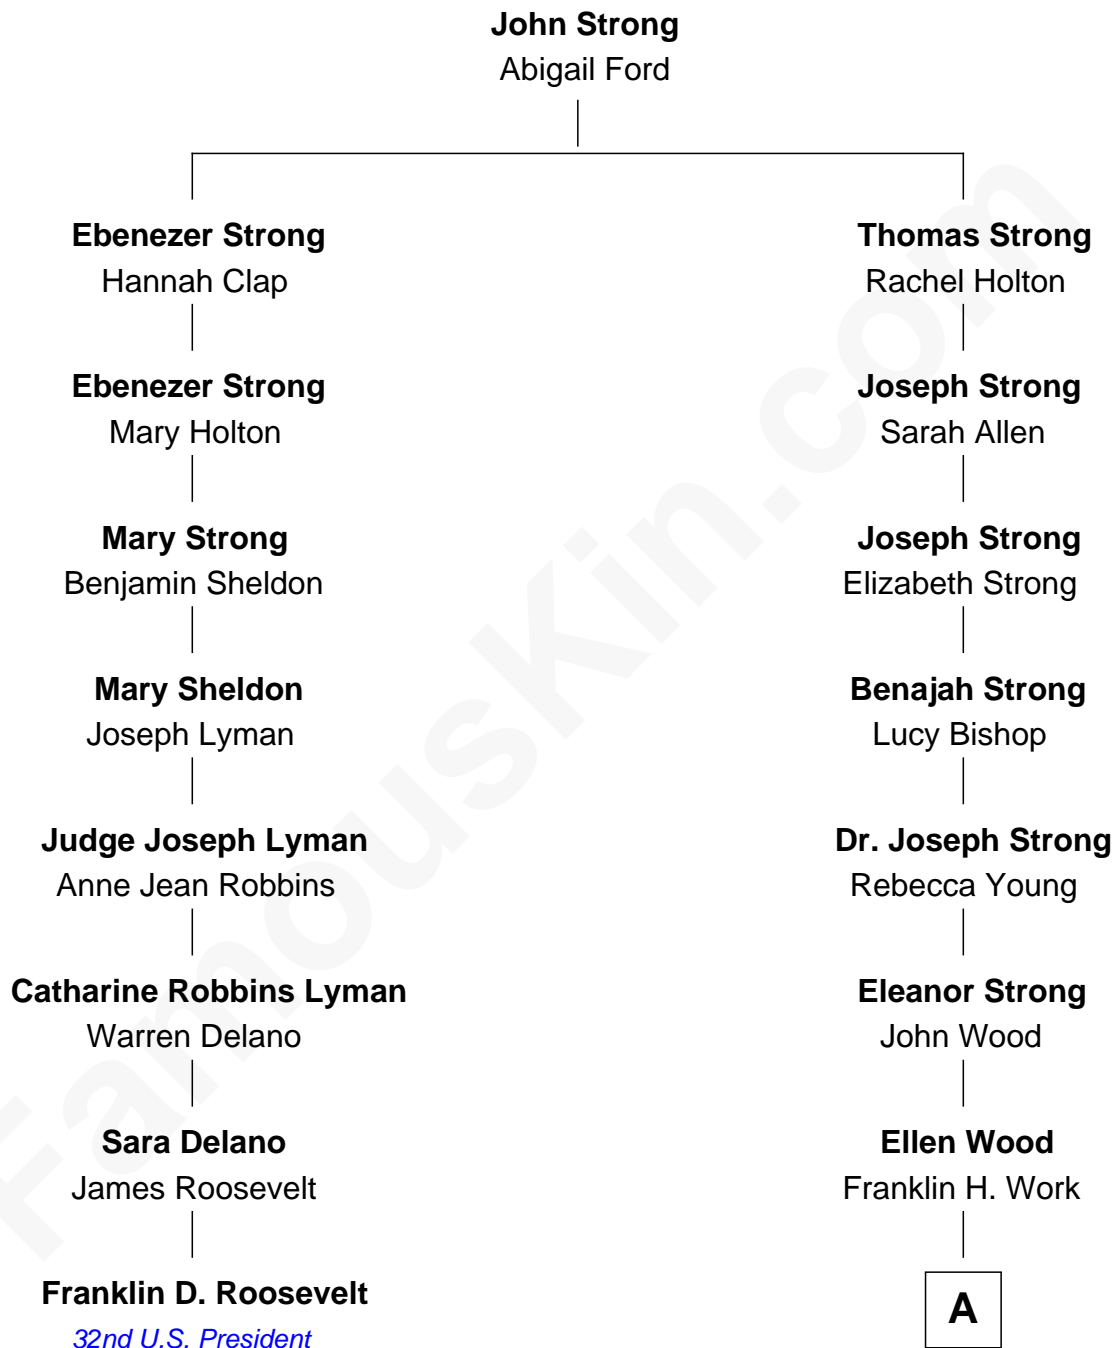 John Strong
Abigail Ford
Ebenezer Strong
Hannah Clap
Thomas Strong
Rachel Holton
Ebenezer Strong
Mary Holton
Joseph Strong
Sarah Allen
Mary Strong
Benjamin Sheldon
Joseph Strong
Elizabeth Strong
Mary Sheldon
Joseph Lyman
Benajah Strong
Lucy Bishop
Judge Joseph Lyman
Anne Jean Robbins
Dr. Joseph Strong
Rebecca Young
Catharine Robbins Lyman
Warren Delano
Eleanor Strong
John Wood
Sara Delano
James Roosevelt
Ellen Wood
Franklin H. Work
Franklin D. Roosevelt
32nd U.S. President
A
FamousKin.com